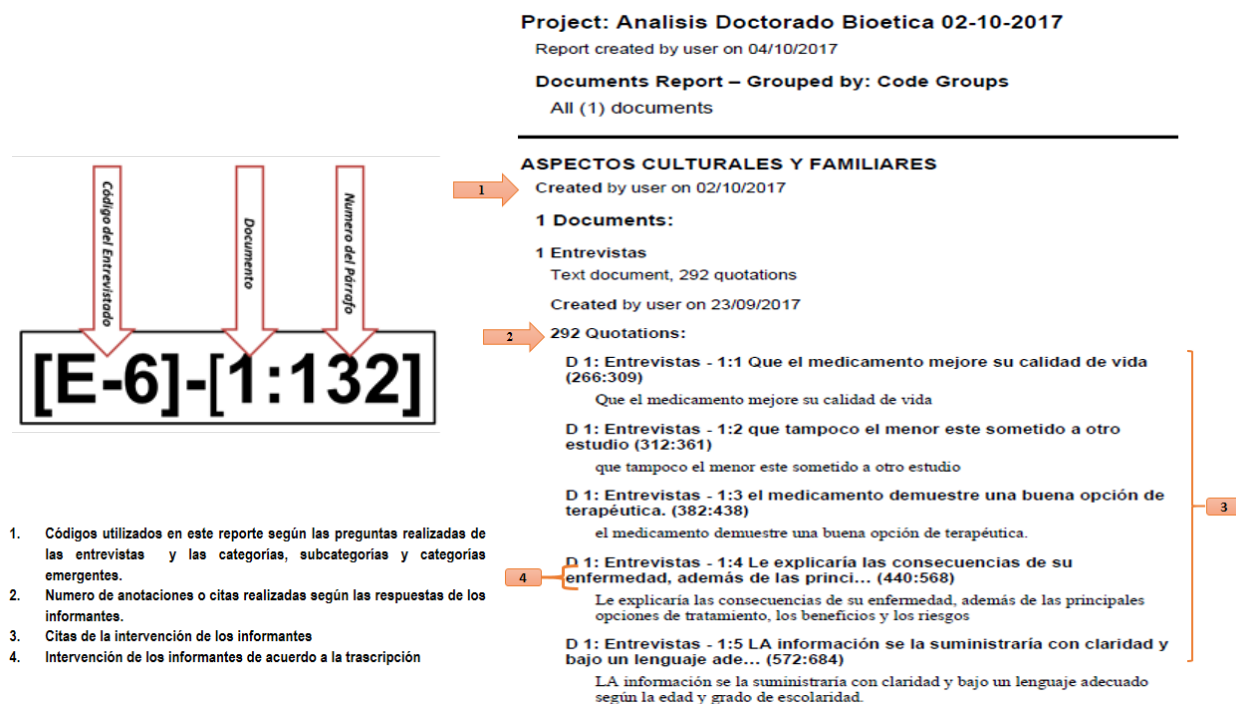 Código del Entrevistado
Documento
Numero del Párrafo
[E-6]-[1:132]
1. Códigos utilizados en este reporte según las preguntas realizadas de
las entrevistas y las categorías, subcategorías y categorías
emergentes.
2. Numero de anotaciones o citas realizadas según las respuestas de los
informantes.
3. Citas de la intervención de los informantes
4. Intervención de los informantes de acuerdo a la trascripción
Project: Analisis Doctorado Bioetica 02-10-2017
Report created by user on 04/10/2017
Documents Report – Grouped by: Code Groups
All (1) documents
ASPECTOS CULTURALES Y FAMILIARES
1
Created by user on 02/10/2017
1 Documents:
1 Entrevistas
Text document, 292 quotations
Created by user on 23/09/2017
2
292 Quotations:
D 1: Entrevistas - 1:1 Que el medicamento mejore su calidad de vida
(266:309)
Que el medicamento mejore su calidad de vida
D 1: Entrevistas - 1:2 que tampoco el menor este sometido a otro
estudio (312:361)
que tampoco el menor este sometido a otro estudio
D 1: Entrevistas - 1:3 el medicamento demuestre una buena opción de
terapéutica. (382:438)
3
el medicamento demuestre una buena opción de terapéutica.
D 1: Entrevistas - 1:4 Le explicaría las consecuencias de su
4
enfermedad, además de las princi... (440:568)
Le explicaría las consecuencias de su enfermedad, además de las principales
opciones de tratamiento, los beneficios y los riesgos
D 1: Entrevistas - 1:5 LA información se la suministraría con claridad y
bajo un lenguaje ade... (572:684)
LA información se la suministraría con claridad y bajo un lenguaje adecuado
según la edad y grado de escolaridad.